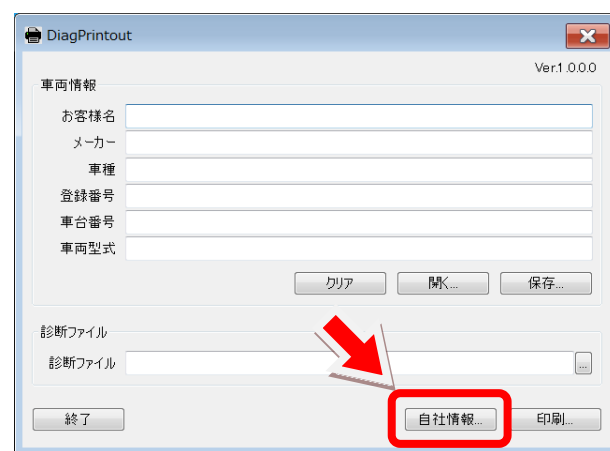 DiagPrintout
Ver.1.0.0.0
車両情報
お客様名
メーカー
車種
登録番号
車台番号
車両型式
クリア
開く...
保存...
診断ファイル
診断ファイル
...
終了
自社情報...
印刷...